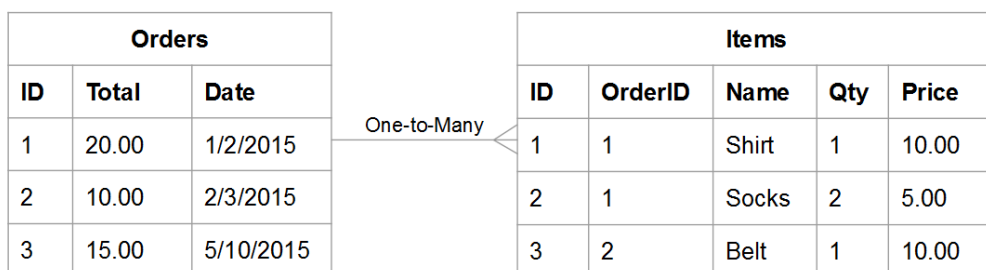 Orders
ID Total Date
1 20.00 1/2/2015
2 10.00 2/3/2015
3 15.00 5/10/2015
One-to-Many
Items
ID OrderID Name Qty Price
1 1 Shirt 1 10.00
2 1 Socks 2 5.00
3 2 Belt 1 10.00